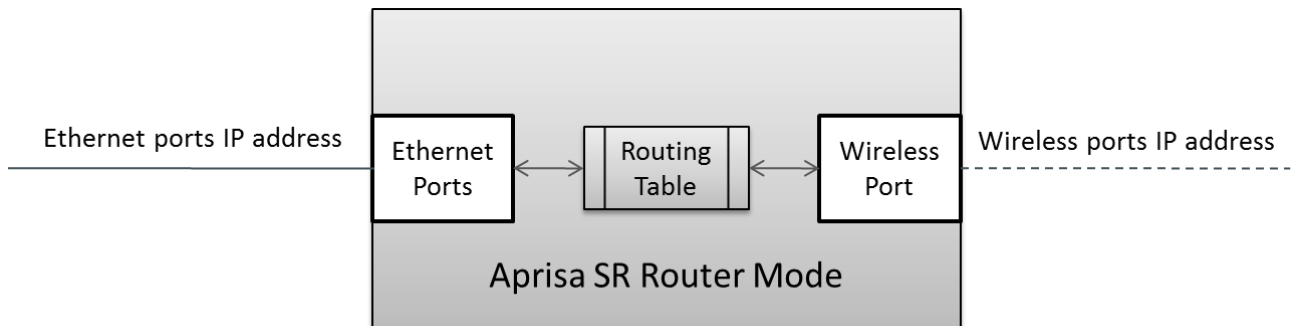 Ethernet ports IP address
Ethernet
Ports
Routing
Table
Wireless
Port
Wireless ports IP address
Aprisa SR Router Mode